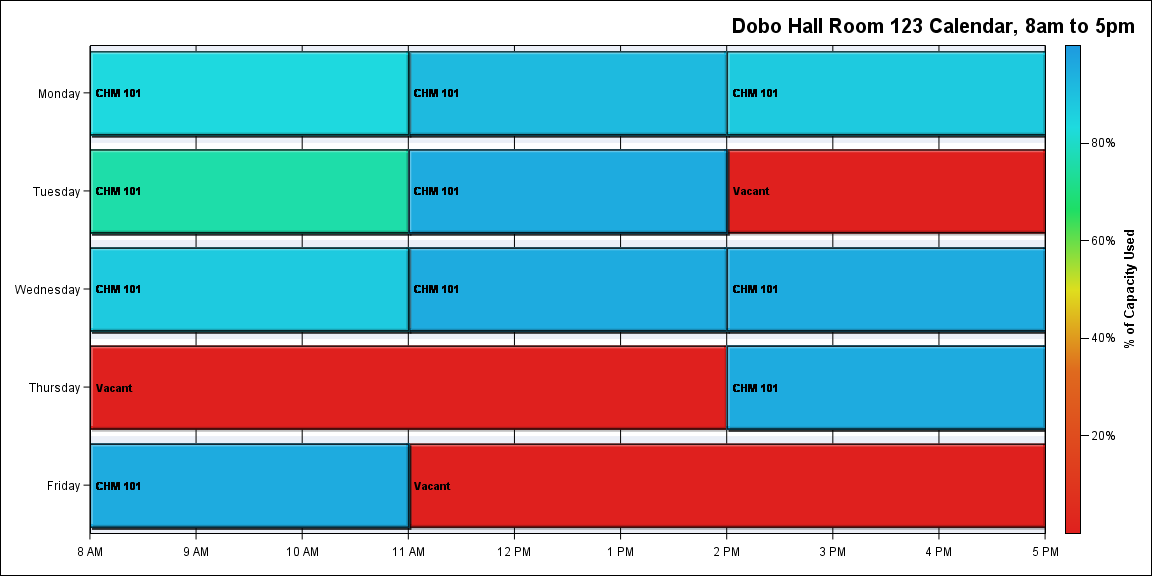 Dobo Hall Room 123 Calendar, 8am to 5pm
Monday
CHM 101
CHM 101
CHM 101
Tuesday
CHM 101
CHM 101
Vacant
Wednesday
CHM 101
CHM 101
CHM 101
Thursday
Vacant
CHM 101
Friday
CHM 101
Vacant
8 AM
9 AM
10 AM
11 AM
12 PM
1 PM
2 PM
3 PM
4 PM
5 PM
80%
60%
40%
20%
% of Capacity Used